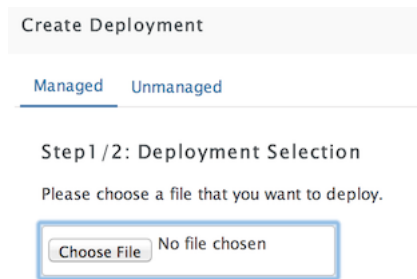 Create Deployment
Managed Unmanaged
Step1/2: Deployment Selection
Please choose a file that you want to deploy.
Choose File No file chosen